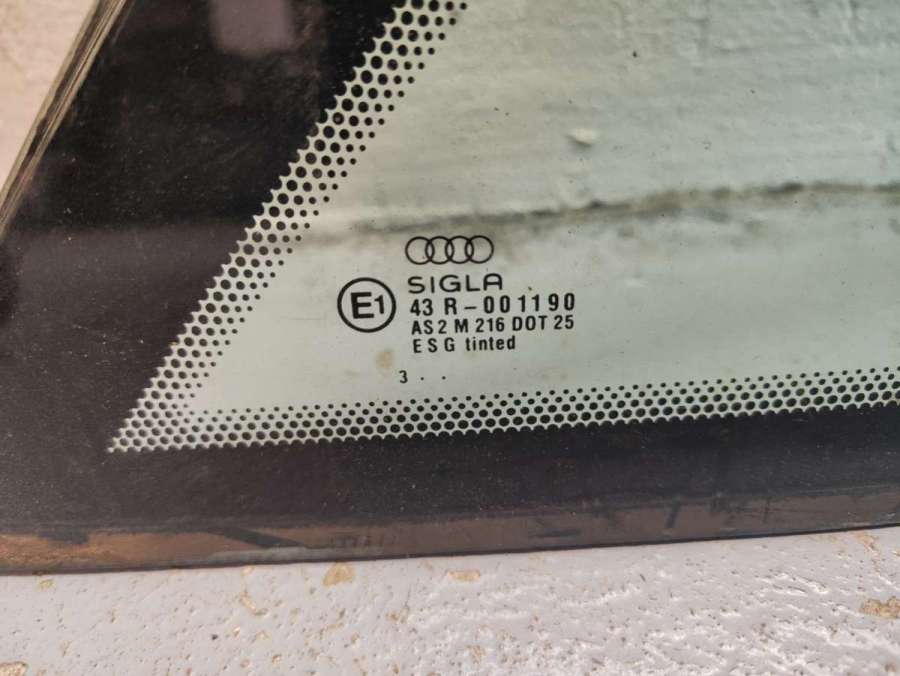 SIGLA
E1
43 R-001190
AS2 M 216 DOT 25
ESG tinted
3 . .